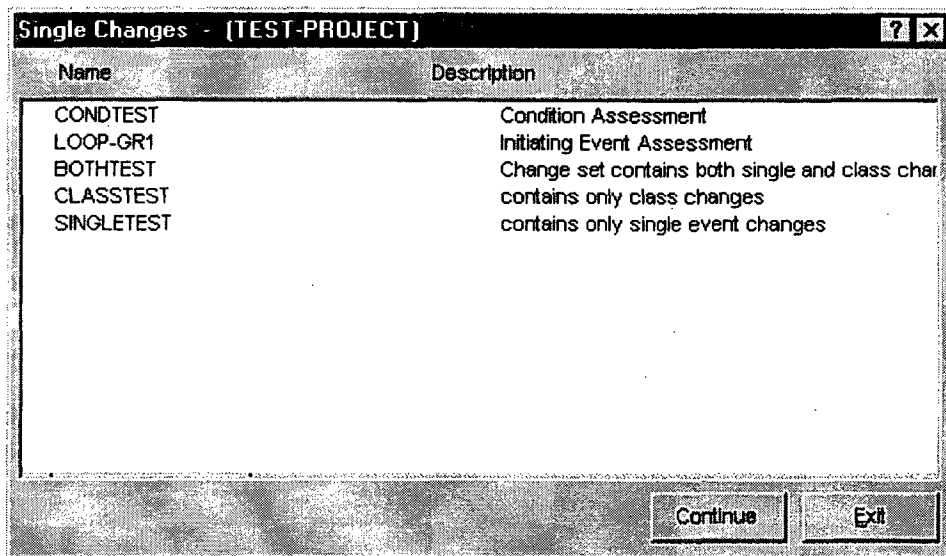 Single Changes - (TEST-PROJECT) ? X
Name Description
CONDTEST Condition Assessment
LOOP-GR1 Initiating Event Assessment
BOTHTEST Change set contains both single and class char
CLASSTEST contains only class changes
SINGLETEST contains only single event changes
Continue Exit